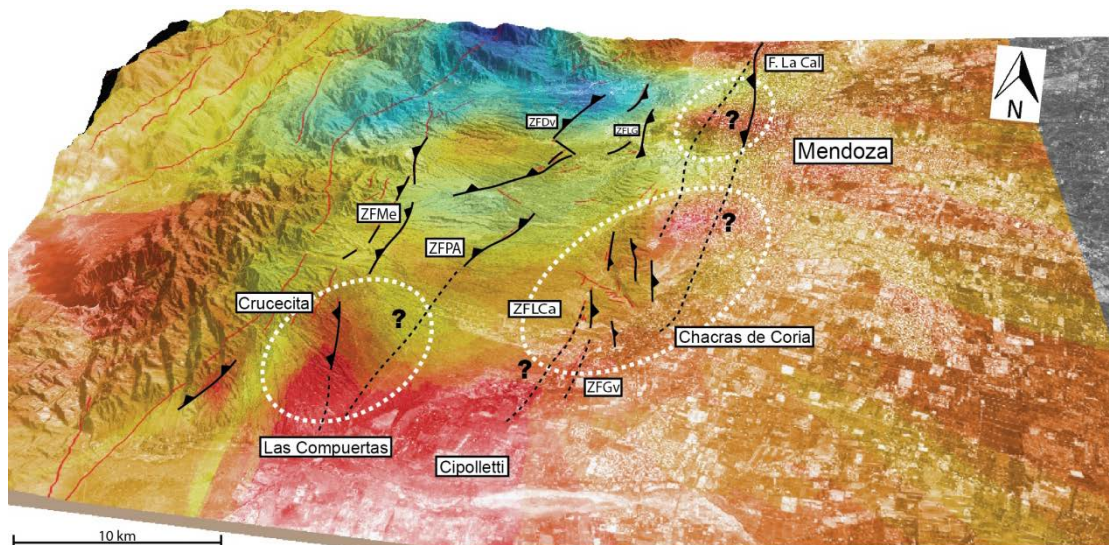 F. La Cal
N
ZFDv
ZFLG
?
Mendoza
ZFMe
ZFPA
?
Crucecita
?
ZFLCa
Chacras de Coria
?
ZFGv
Las Compuertas
Cipolletti
10 km